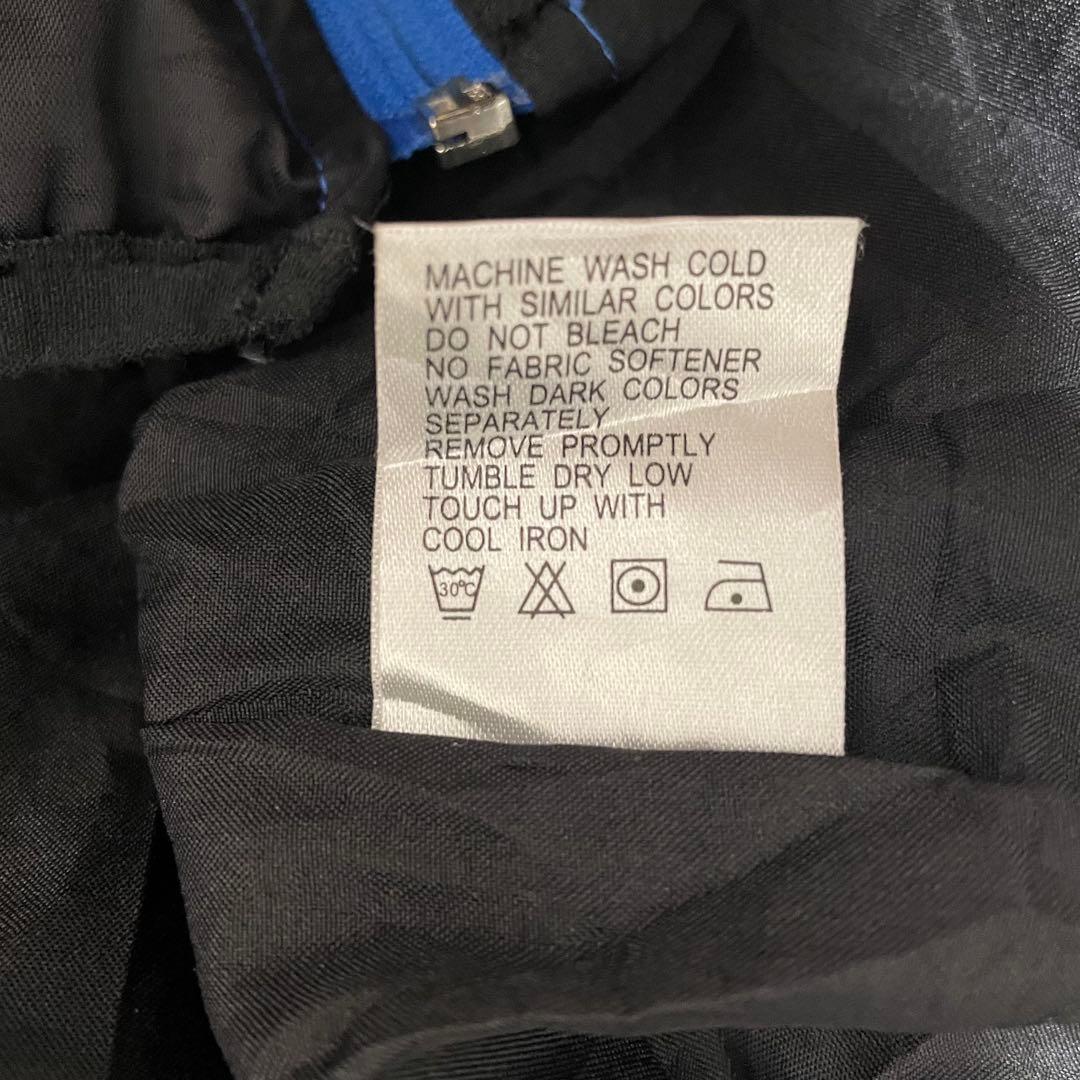 MACHINE WASH COLD
WITH SIMILAR COLORS
DO NOT BLEACH
NO FABRIC SOFTENER
WASH DARK COLORS
SEPARATELY
REMOVE PROMPTLY
TUMBLE DRY LOW
TOUCH UP WITH
COOL IRON
30°C